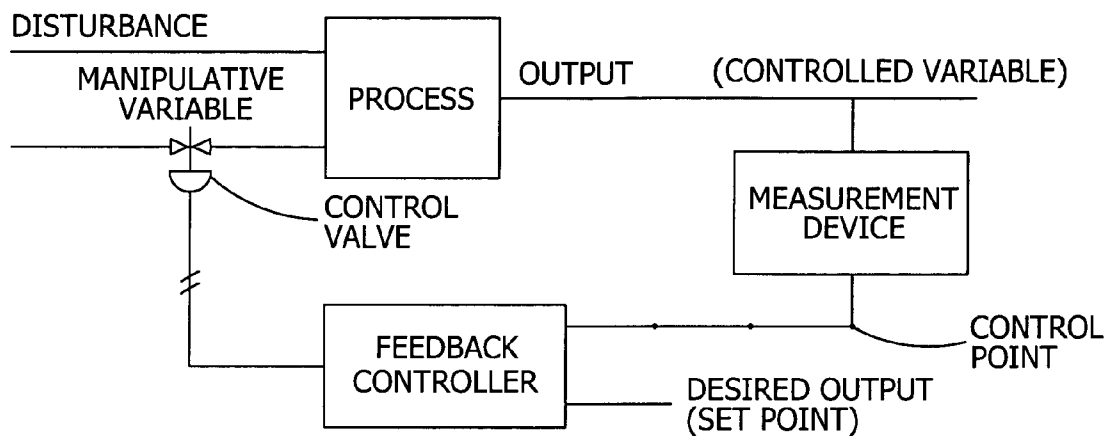 DISTURBANCE
MANIPULATIVE
VARIABLE
PROCESS
OUTPUT
(CONTROLLED VARIABLE)
MEASUREMENT
DEVICE
CONTROL
VALVE
FEEDBACK
CONTROLLER
CONTROL
POINT
DESIRED OUTPUT
(SET POINT)